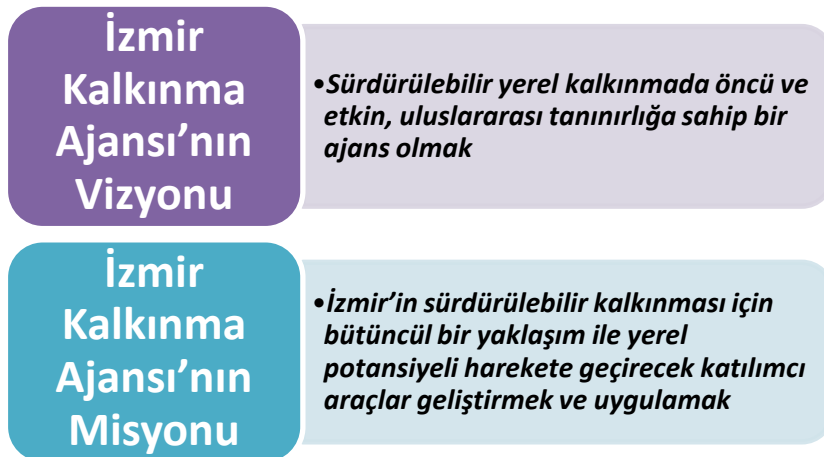 İzmir
Kalkınma
Ajansı’nın
Vizyonu
•Sürdürülebilir yerel kalkınmada öncü ve
etkin, uluslararası tanınırlığa sahip bir
ajans olmak
İzmir
Kalkınma
Ajansı’nın
Misyonu
•İzmir’in sürdürülebilir kalkınması için
bütüncül bir yaklaşım ile yerel
potansiyeli harekete geçirecek katılımcı
araçlar geliştirmek ve uygulamak